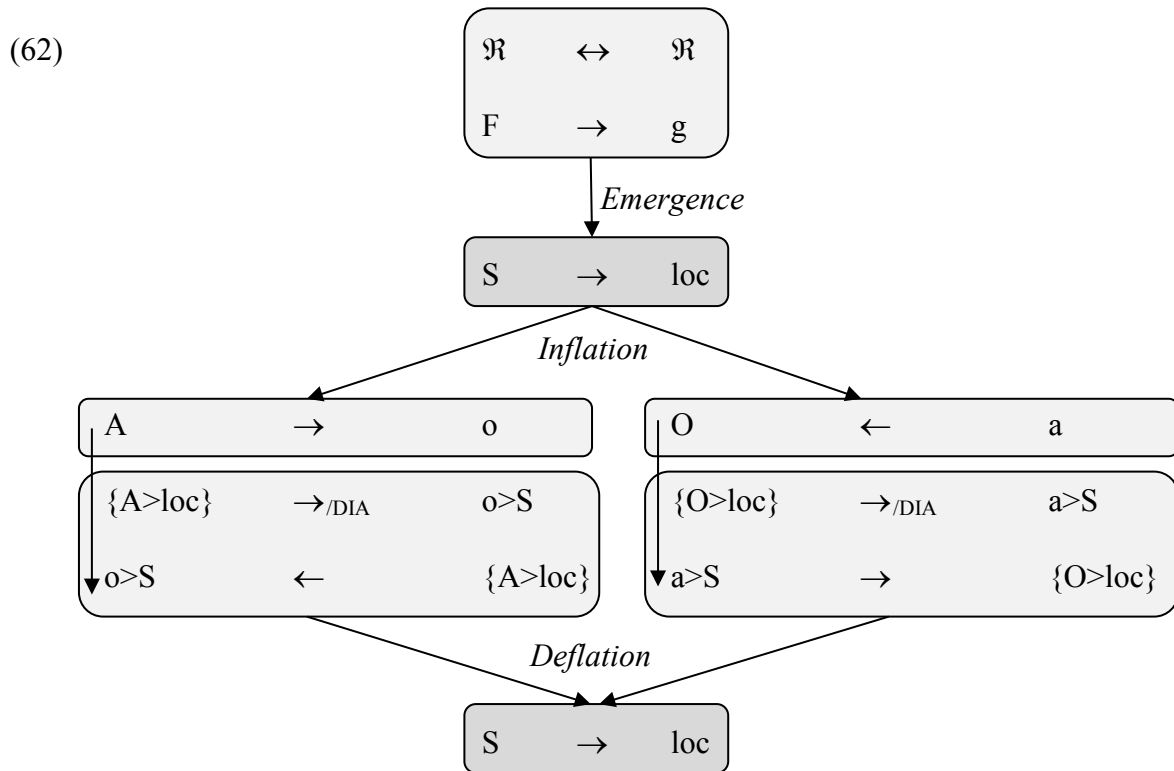 (62)
ℜ ↔ ℜ
F → g
Emergence
S → loc
Inflation
A → o
O ← a
{A>loc} →/DIA o>S
{O>loc} →/DIA a>S
o>S ← {A>loc}
a>S → {O>loc}
Deflation
S → loc